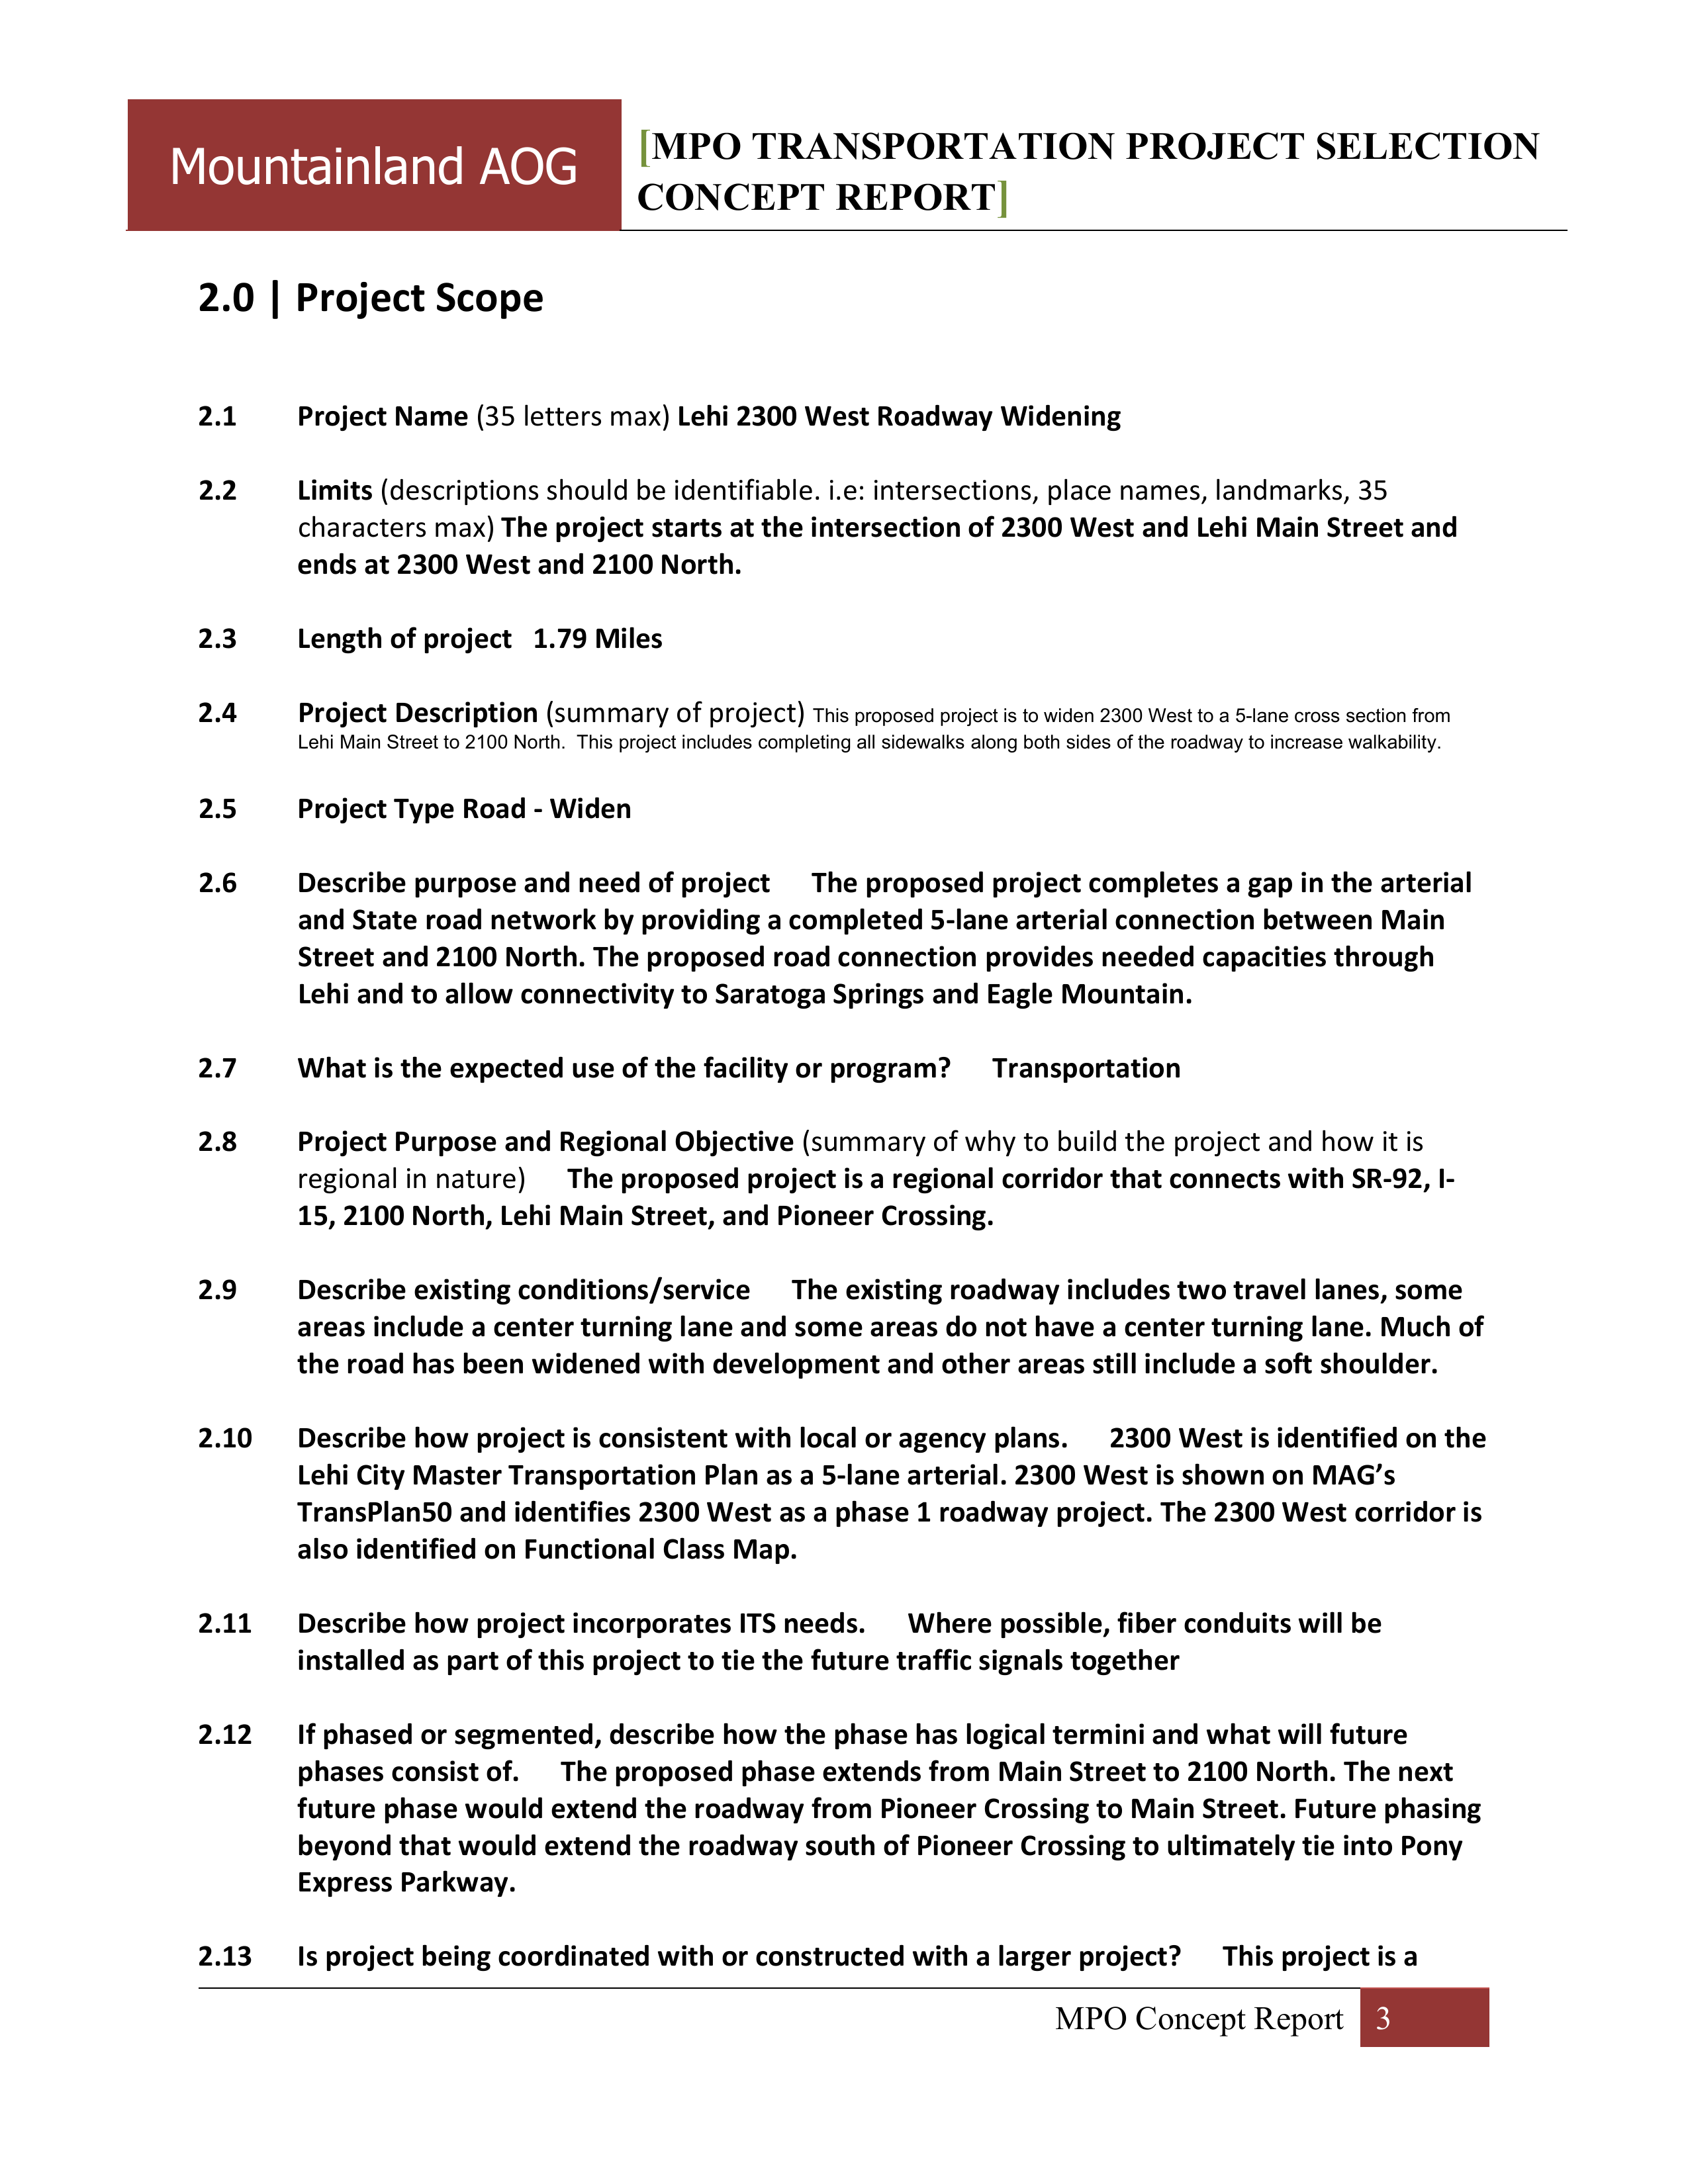 Mountainland AOG
[MPO TRANSPORTATION PROJECT SELECTION
CONCEPT REPORT]
2.0 | Project Scope
2.1 Project Name (35 letters max) Lehi 2300 West Roadway Widening
2.2 Limits (descriptions should be identifiable. i.e: intersections, place names, landmarks, 35
characters max) The project starts at the intersection of 2300 West and Lehi Main Street and
ends at 2300 West and 2100 North.
2.3 Length of project 1.79 Miles
2.4 Project Description (summary of project) This proposed project is to widen 2300 West to a 5-lane cross section from
Lehi Main Street to 2100 North. This project includes completing all sidewalks along both sides of the roadway to increase walkability.
2.5 Project Type Road - Widen
2.6 Describe purpose and need of project The proposed project completes a gap in the arterial
and State road network by providing a completed 5-lane arterial connection between Main
Street and 2100 North. The proposed road connection provides needed capacities through
Lehi and to allow connectivity to Saratoga Springs and Eagle Mountain.
2.7 What is the expected use of the facility or program? Transportation
2.8 Project Purpose and Regional Objective (summary of why to build the project and how it is
regional in nature) The proposed project is a regional corridor that connects with SR-92, I-
15, 2100 North, Lehi Main Street, and Pioneer Crossing.
2.9 Describe existing conditions/service The existing roadway includes two travel lanes, some
areas include a center turning lane and some areas do not have a center turning lane. Much of
the road has been widened with development and other areas still include a soft shoulder.
2.10 Describe how project is consistent with local or agency plans. 2300 West is identified on the
Lehi City Master Transportation Plan as a 5-lane arterial. 2300 West is shown on MAG’s
TransPlan50 and identifies 2300 West as a phase 1 roadway project. The 2300 West corridor is
also identified on Functional Class Map.
2.11 Describe how project incorporates ITS needs. Where possible, fiber conduits will be
installed as part of this project to tie the future traffic signals together
2.12 If phased or segmented, describe how the phase has logical termini and what will future
phases consist of. The proposed phase extends from Main Street to 2100 North. The next
future phase would extend the roadway from Pioneer Crossing to Main Street. Future phasing
beyond that would extend the roadway south of Pioneer Crossing to ultimately tie into Pony
Express Parkway.
2.13 Is project being coordinated with or constructed with a larger project? This project is a
MPO Concept Report 3